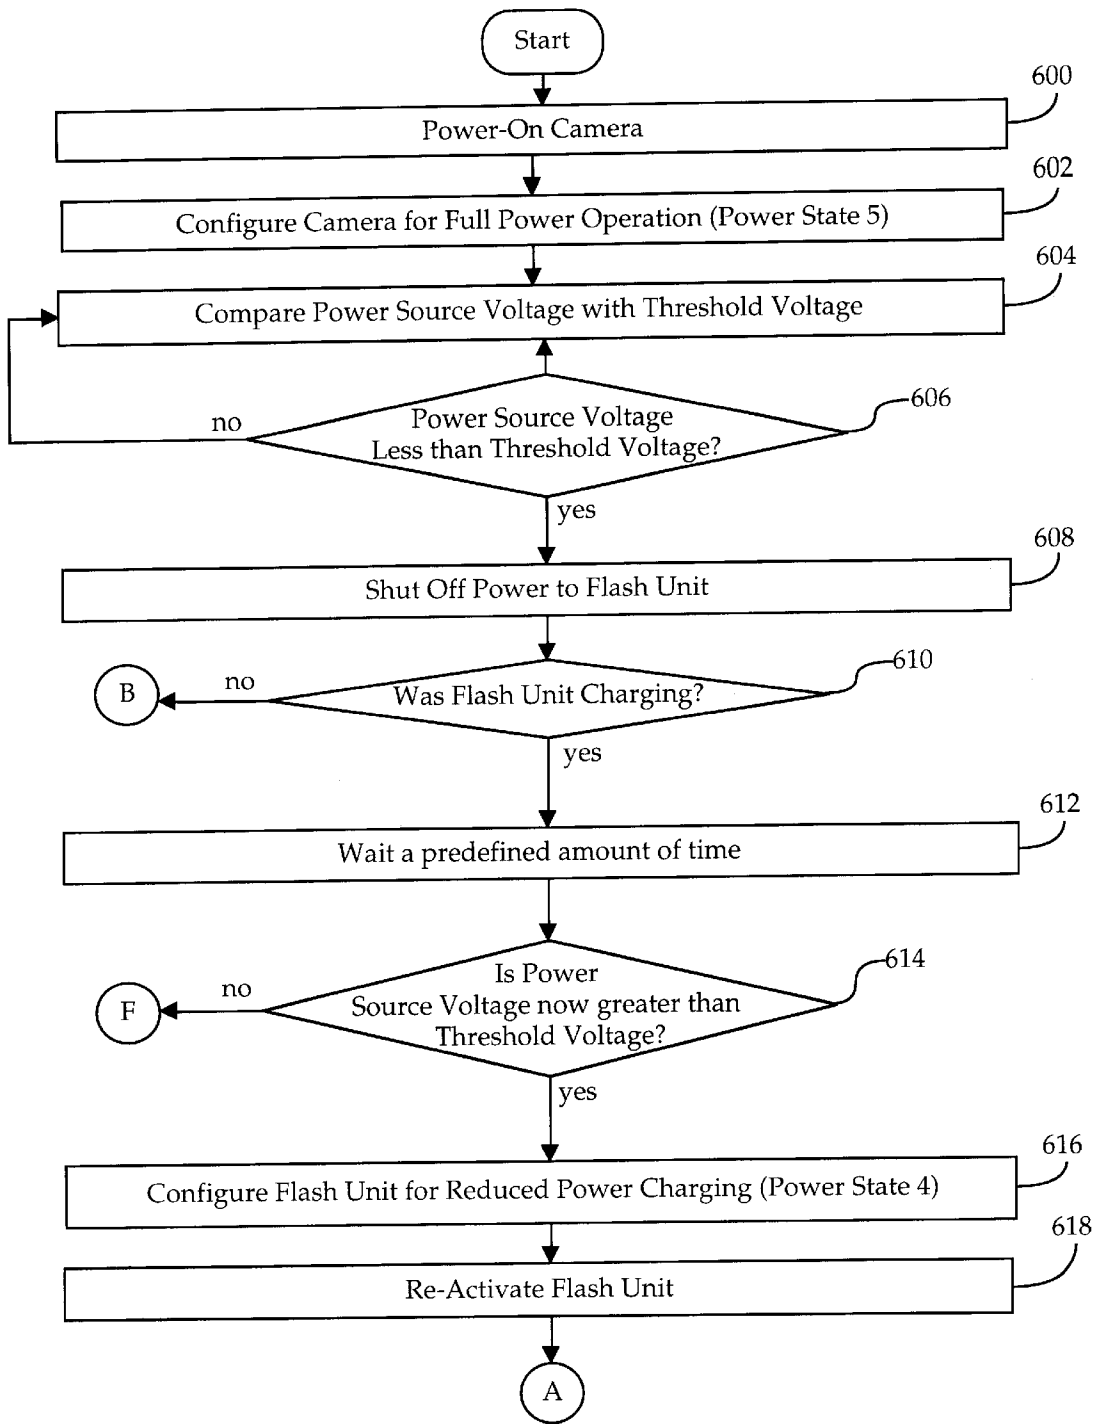 Start
600
Power-On Camera
602
Configure Camera for Full Power Operation (Power State 5)
604
Compare Power Source Voltage with Threshold Voltage
606
no
Power Source Voltage
Less than Threshold Voltage?
yes
608
Shut Off Power to Flash Unit
610
B
no
Was Flash Unit Charging?
yes
612
Wait a predefined amount of time
614
F
no
Is Power
Source Voltage now greater than
Threshold Voltage?
yes
616
Configure Flash Unit for Reduced Power Charging (Power State 4)
618
Re-Activate Flash Unit
A